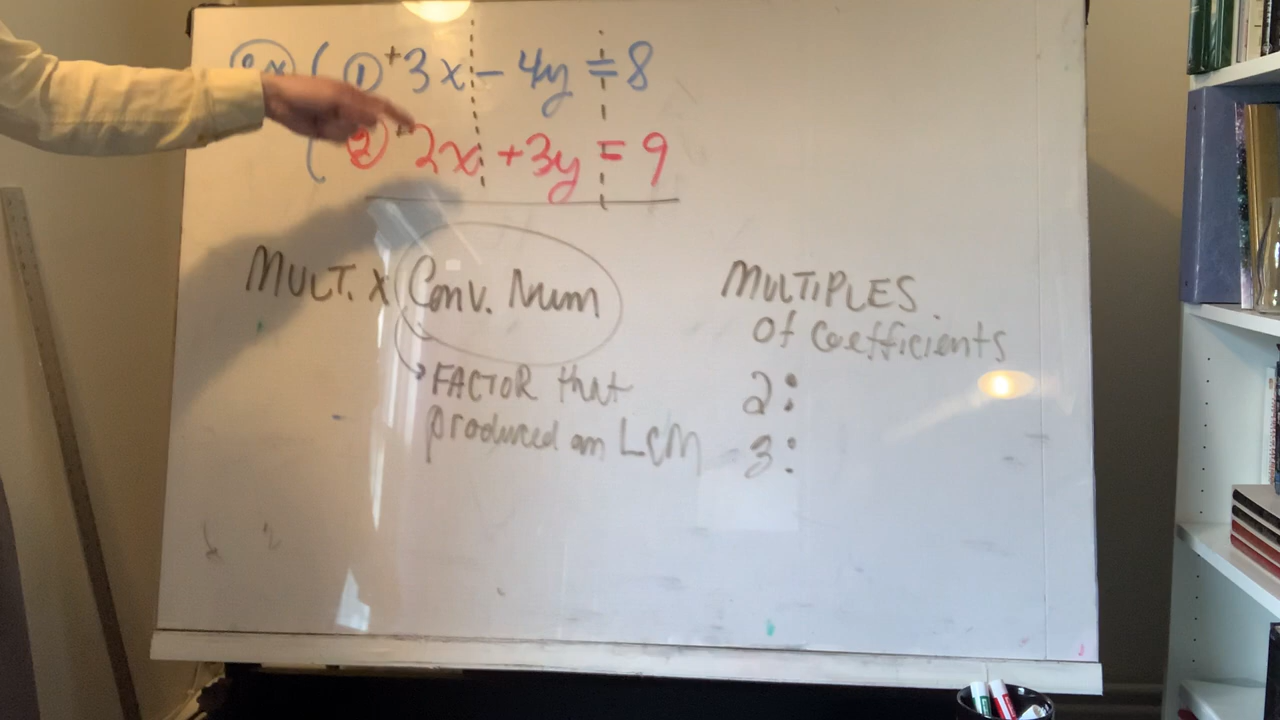 ( ① +3x - 4y = 8
( ② +2x +3y = 9
MULT. x Conv. Num
FACTOR that
produced an LCM
MULTIPLES
of Coefficients
2:
3: